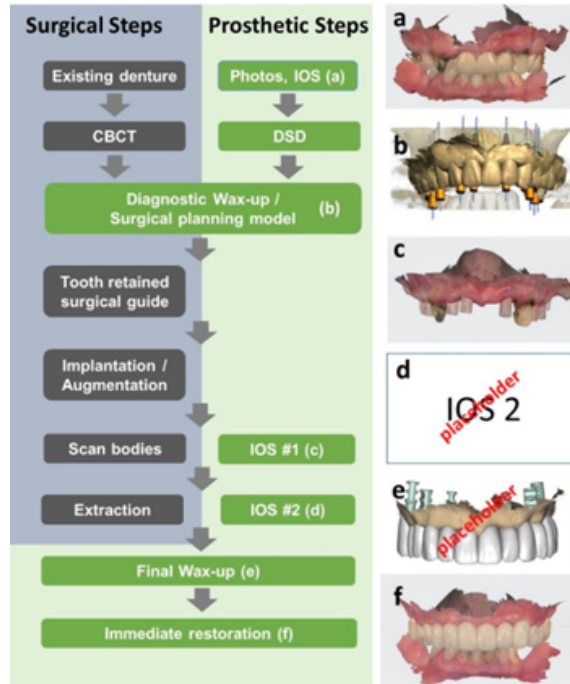 Surgical Steps
Prosthetic Steps
Existing denture
Photos, IOS (a)
CBCT
DSD
Diagnostic Wax-up /
Surgical planning model
(b)
Tooth retained
surgical guide
Implantation /
Augmentation
Scan bodies
IOS #1 (c)
Extraction
IOS #2 (d)
Final Wax-up (e)
Immediate restoration (f)
a
b
c
d
IOS 2
placeholder
e
placeholder
f